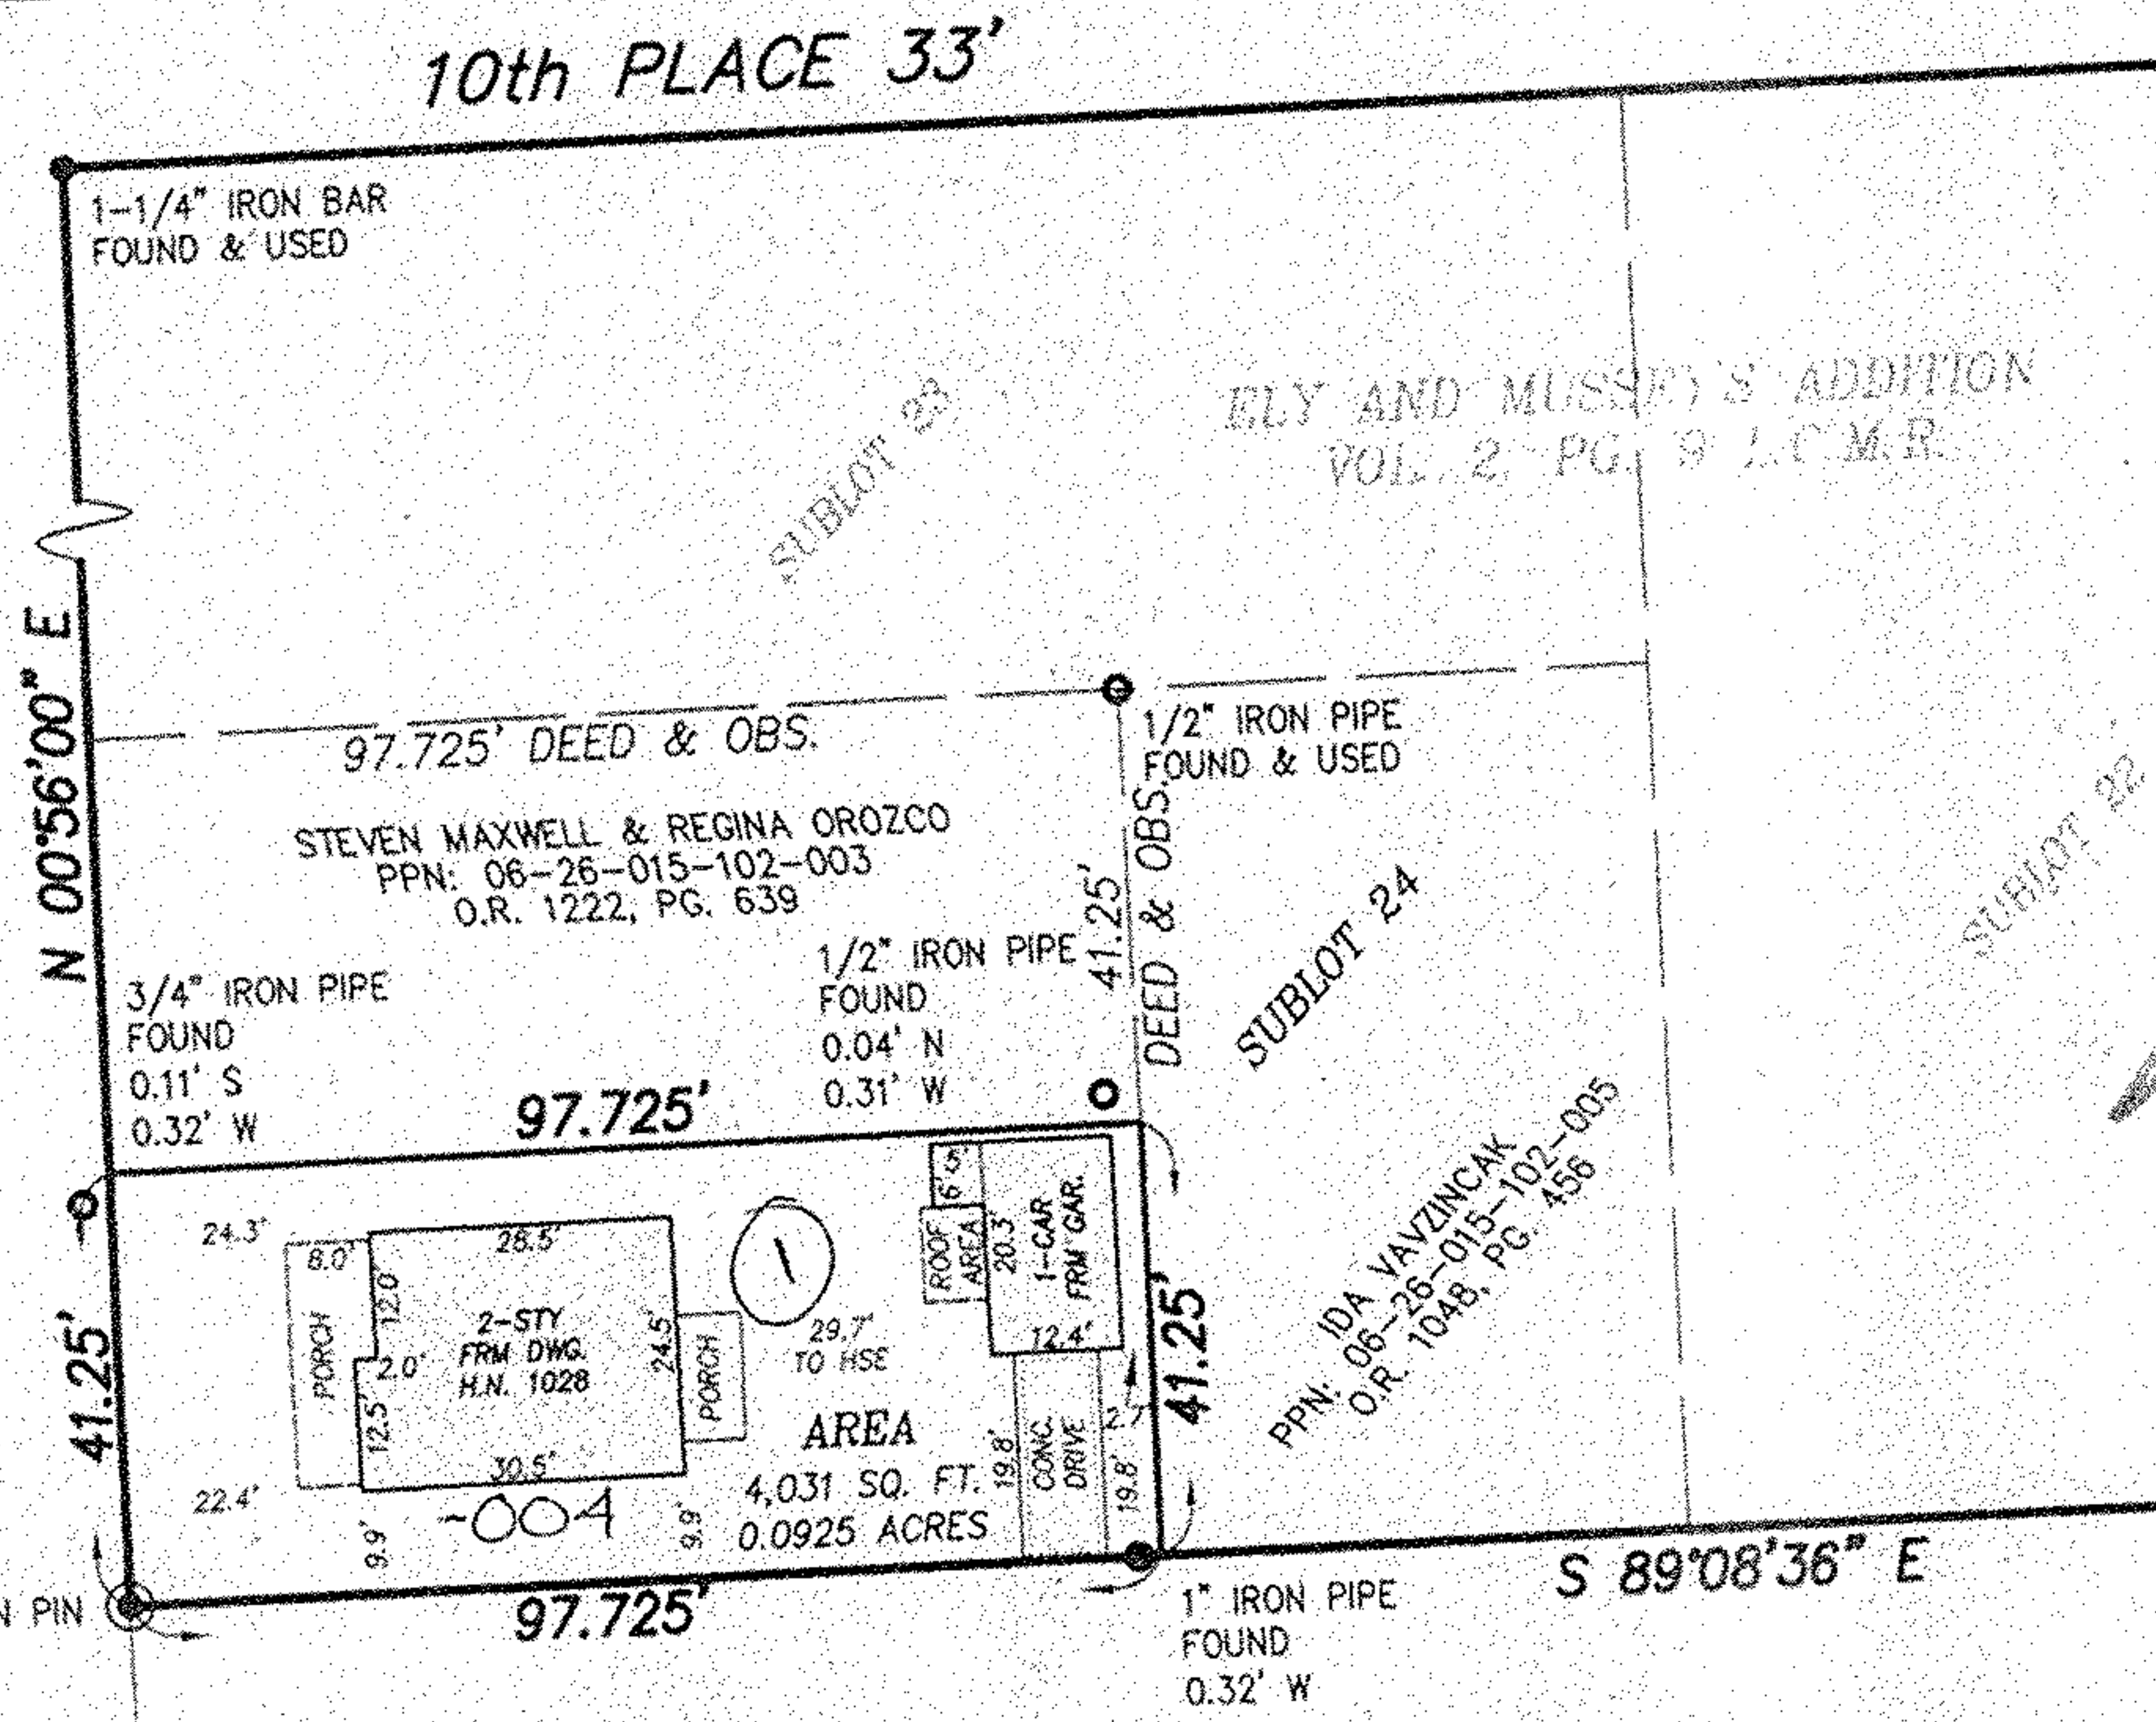 10th PLACE 33'
1-1/4" IRON BAR
FOUND & USED
SUBLOT 23
ELY AND MUSSEY'S ADDITION
VOL. 2, PG. 9 L.C.M.R.
N 00°56'00" E
97.725' DEED & OBS.
1/2" IRON PIPE
FOUND & USED
STEVEN MAXWELL & REGINA OROZCO
PPN: 06-26-015-102-003
O.R. 1222, PG. 639
41.25'
DEED & OBS.
SUBLOT 24
SUBLOT 22
3/4" IRON PIPE
FOUND
0.11' S
0.32' W
1/2" IRON PIPE
FOUND
0.04' N
0.31' W
97.725'
IDA VAVZINCAK
PPN: 06-26-015-102-005
O.R. 1048, PG. 456
41.25'
24.3'
8.0'
28.5'
12.0'
PORCH
2-STY
FRM DWG.
H.N. 1028
2.0'
12.5'
24.5'
PORCH
30.5'
22.4'
9.9'
-004
9.9'
1
29.7'
TO HSE
ROOF
AREA
6.5'
20.3'
1-CAR
FRM GAR.
12.4'
41.25'
AREA
4,031 SQ. FT.
0.0925 ACRES
19.8'
CONC.
DRIVE
2.7'
19.8'
PIN
97.725'
1" IRON PIPE
FOUND
0.32' W
S 89°08'36" E